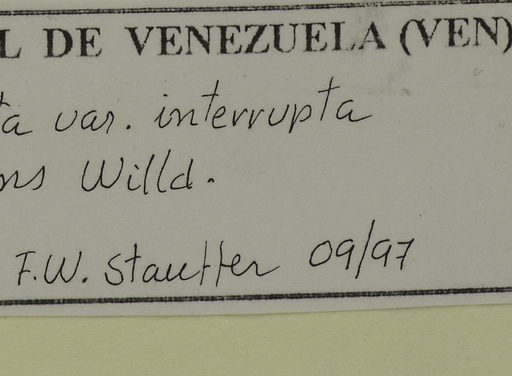 L DE VENEZUELA (VEN)
ta var. interrupta
ns Willd.
F.W. Stauffer 09/97